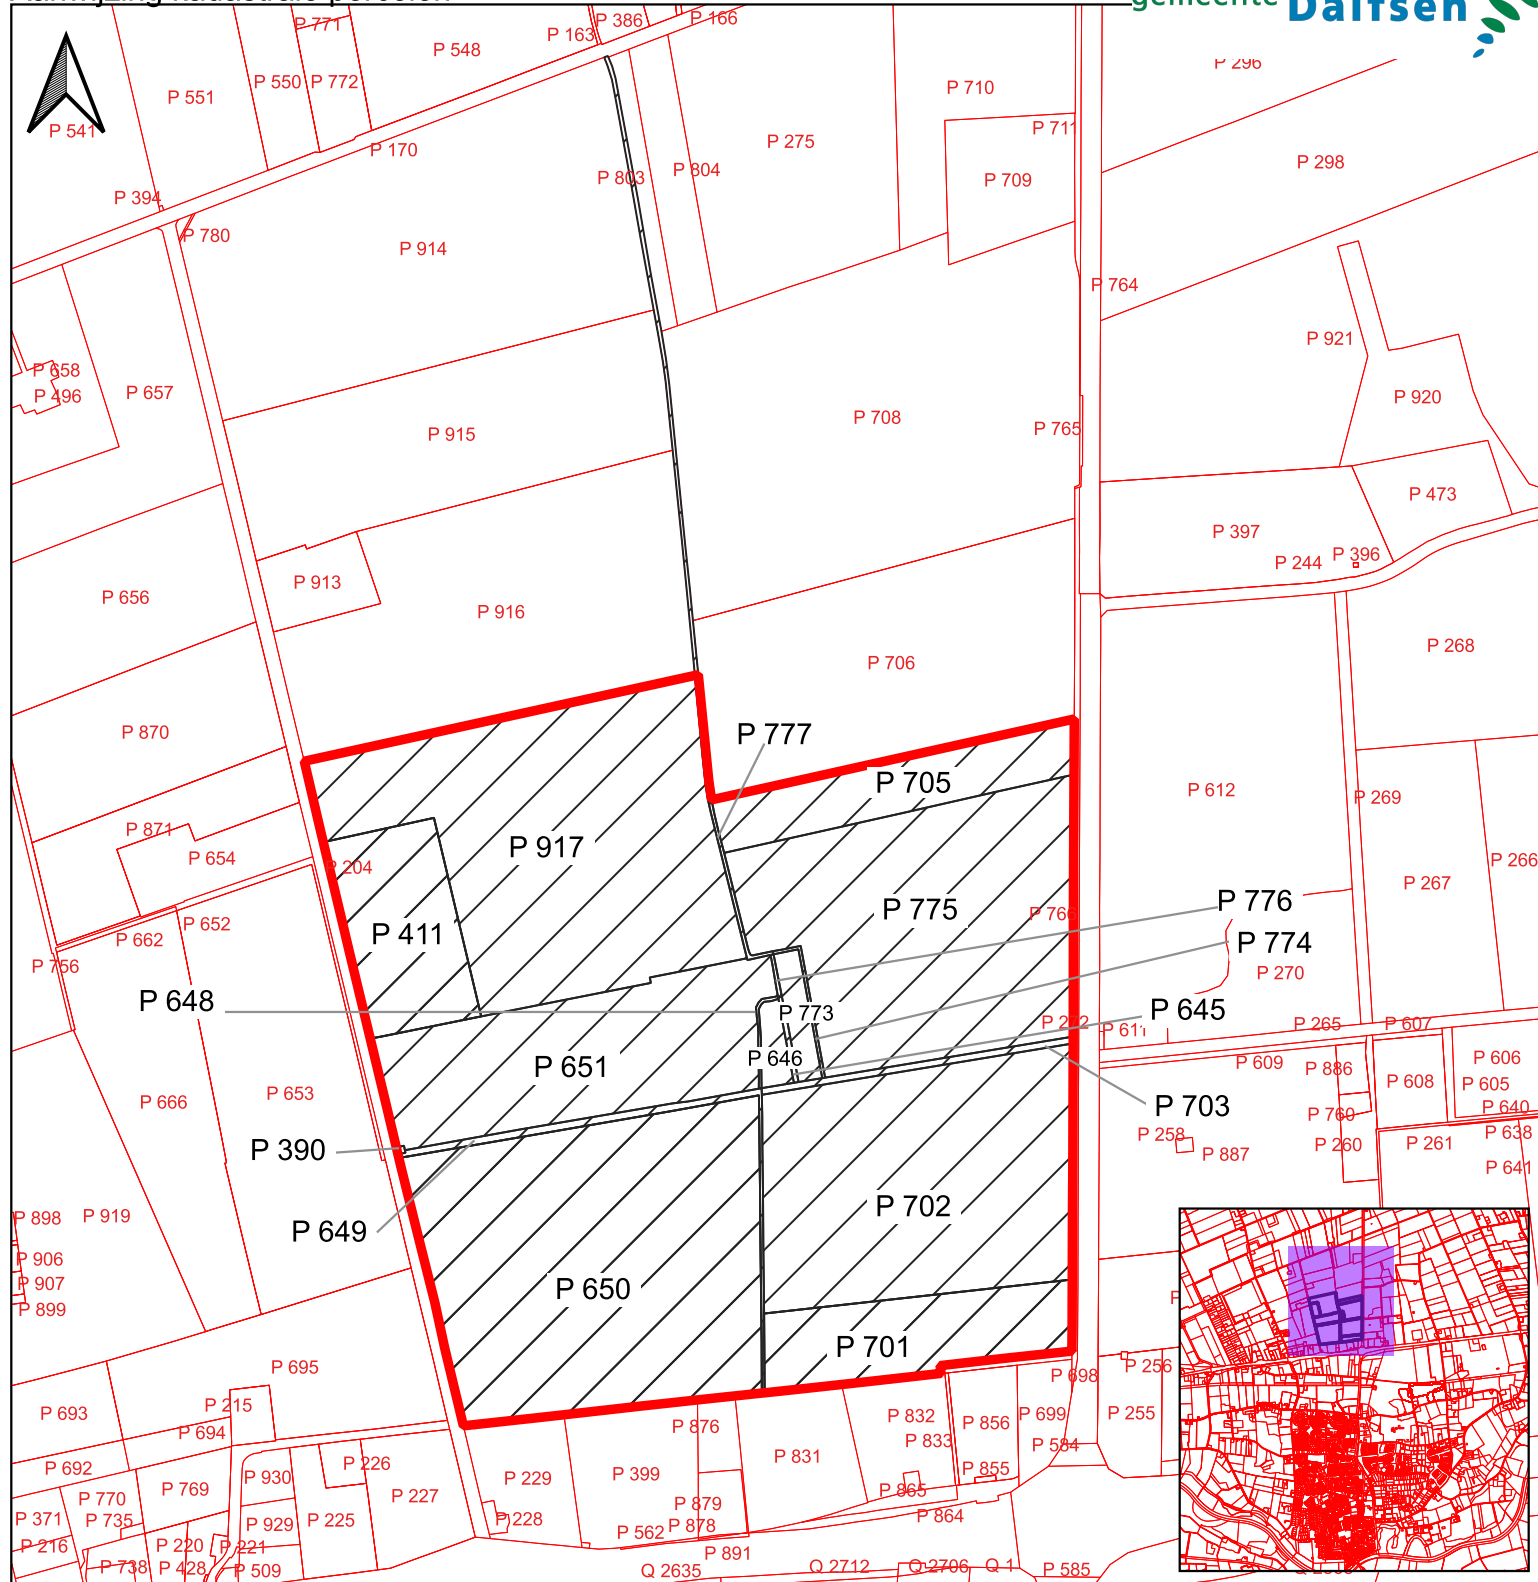 Aanwijzing kadastrale percelen
gemeente Dalfsen
P 771
P 386
P 166
P 163
P 548
P 296
P 550
P 772
P 551
P 710
P 541
P 711
P 275
P 170
P 298
P 803
P 804
P 709
P 394
P 780
P 914
P 764
P 921
P 658
P 496
P 657
P 920
P 708
P 765
P 915
P 473
P 397
P 396
P 244
P 913
P 656
P 916
P 268
P 706
P 870
P 777
P 705
P 612
P 269
P 871
P 917
P 654
P 266
P 204
P 267
P 776
P 775
P 766
P 652
P 411
P 662
P 774
P 756
P 270
P 648
P 773
P 645
P 272
P 611
P 265
P 607
P 646
P 651
P 609
P 886
P 606
P 608
P 605
P 653
P 666
P 703
P 640
P 760
P 258
P 638
P 390
P 260
P 261
P 887
P 641
P 702
P 898
P 919
P 649
P 906
P 907
P 650
P 899
P 701
P 695
P 698
P 256
P 215
P 693
P 694
P 876
P 832
P 856
P 699
P 255
P 833
P 584
P 831
P 692
P 930
P 226
P 229
P 399
P 855
P 769
P 865
P 770
P 227
P 879
P 371
P 735
P 929
P 225
P 228
P 864
P 562
P 878
P 216
P 220
P 221
P 891
P 738
P 428
P 509
Q 2635
Q 2712
Q 2706
Q 1
P 585